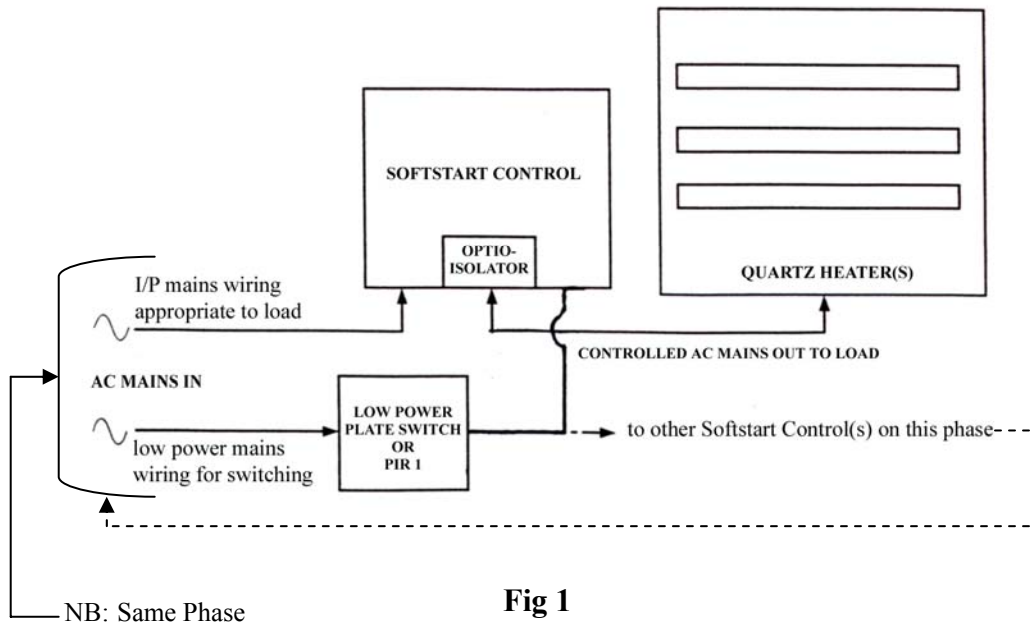 SOFTSTART CONTROL
OPTIO-
ISOLATOR
QUARTZ HEATER(S)
I/P mains wiring
appropriate to load
CONTROLLED AC MAINS OUT TO LOAD
AC MAINS IN
LOW POWER
PLATE SWITCH
OR
PIR 1
to other Softstart Control(s) on this phase
low power mains
wiring for switching
Fig 1
NB: Same Phase